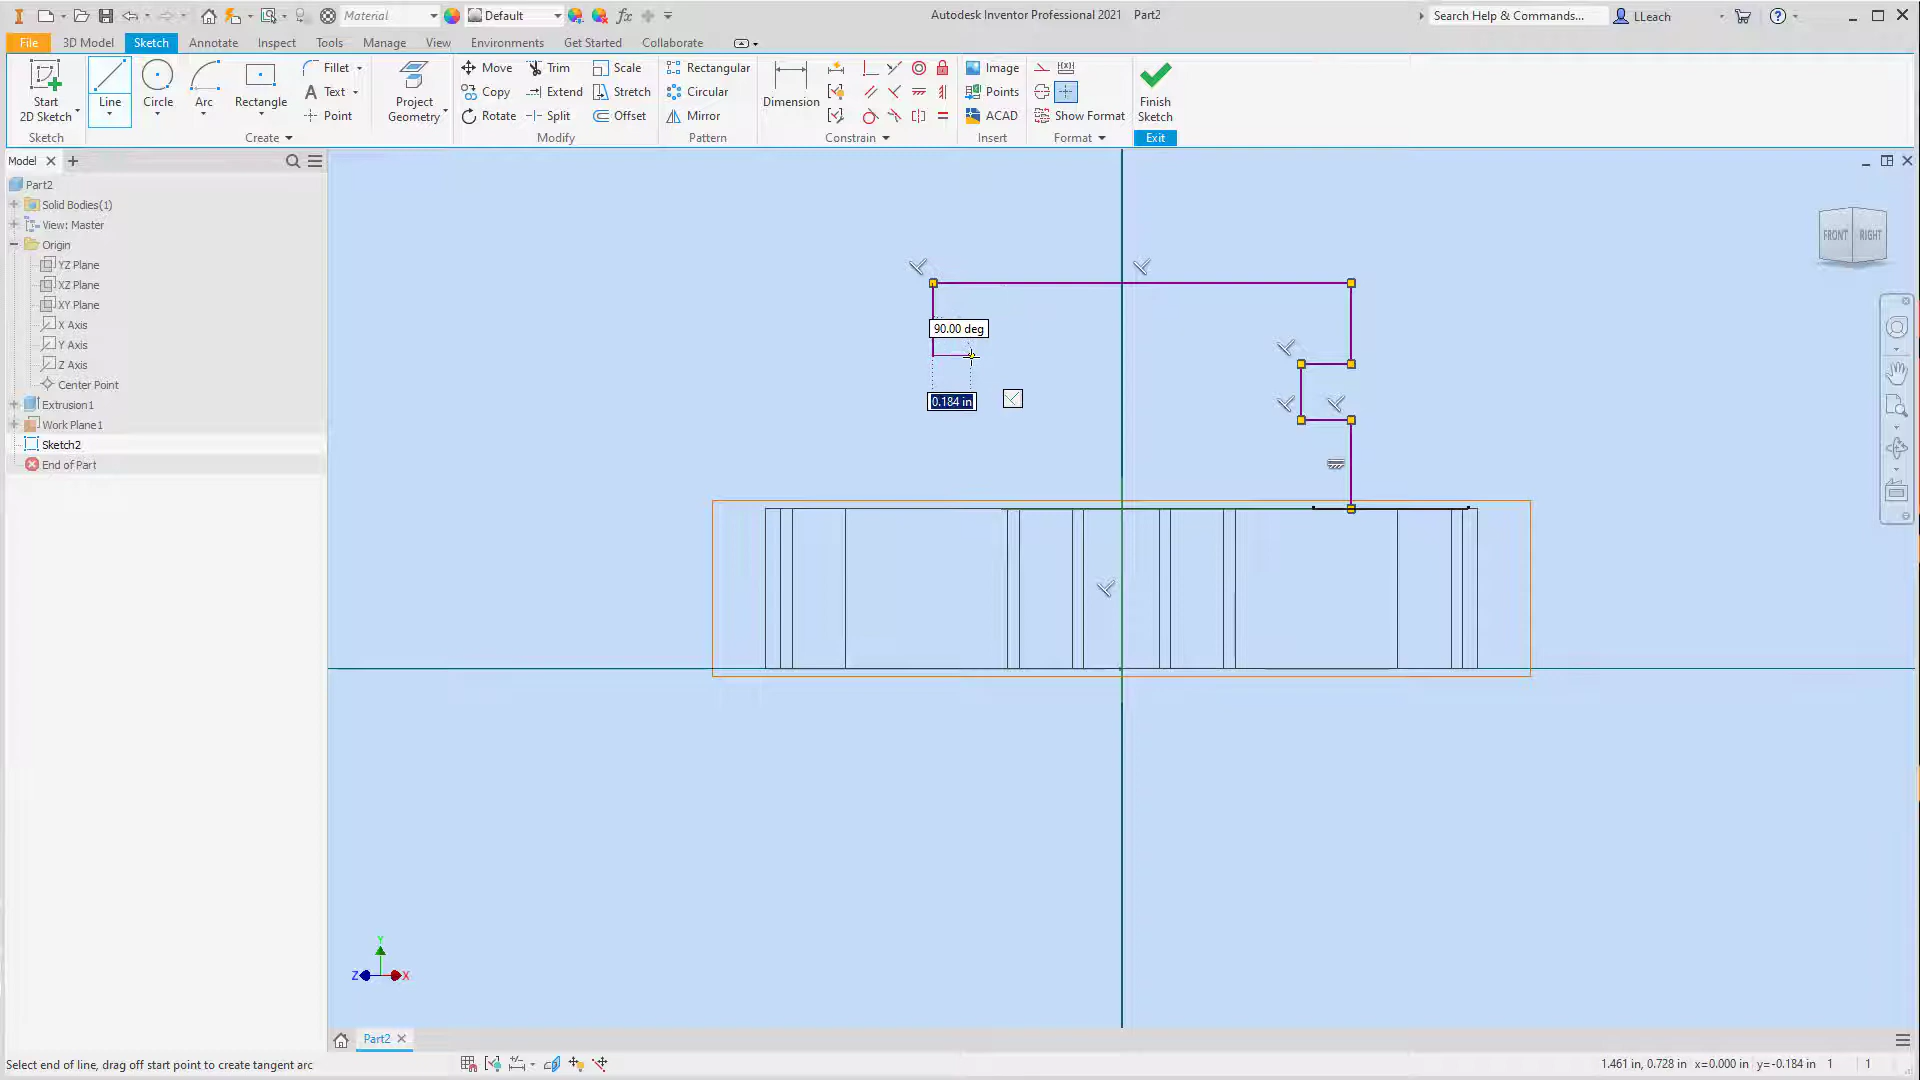 Material
Default
fx
Autodesk Inventor Professional 2021 Part2
Search Help & Commands...
LLeach
File
3D Model
Sketch
Annotate
Inspect
Tools
Manage
View
Environments
Get Started
Collaborate
Start
2D Sketch
Line
Circle
Arc
Rectangle
Fillet
Text
Point
Project
Geometry
Move
Copy
Rotate
Trim
Extend
Split
Scale
Stretch
Offset
Rectangular
Circular
Mirror
Dimension
Image
Points
ACAD
Show Format
Finish
Sketch
Sketch
Create
Modify
Pattern
Constrain
Insert
Format
Exit
Model
Part2
Solid Bodies(1)
View: Master
Origin
YZ Plane
XZ Plane
XY Plane
X Axis
Y Axis
Z Axis
Center Point
Extrusion1
Work Plane1
Sketch2
End of Part
FRONT
RIGHT
90.00 deg
0.184 in
Y
Z
X
Part2
Select end of line, drag off start point to create tangent arc
1.461 in, 0.728 in x=0.000 in y=-0.184 in 1 1